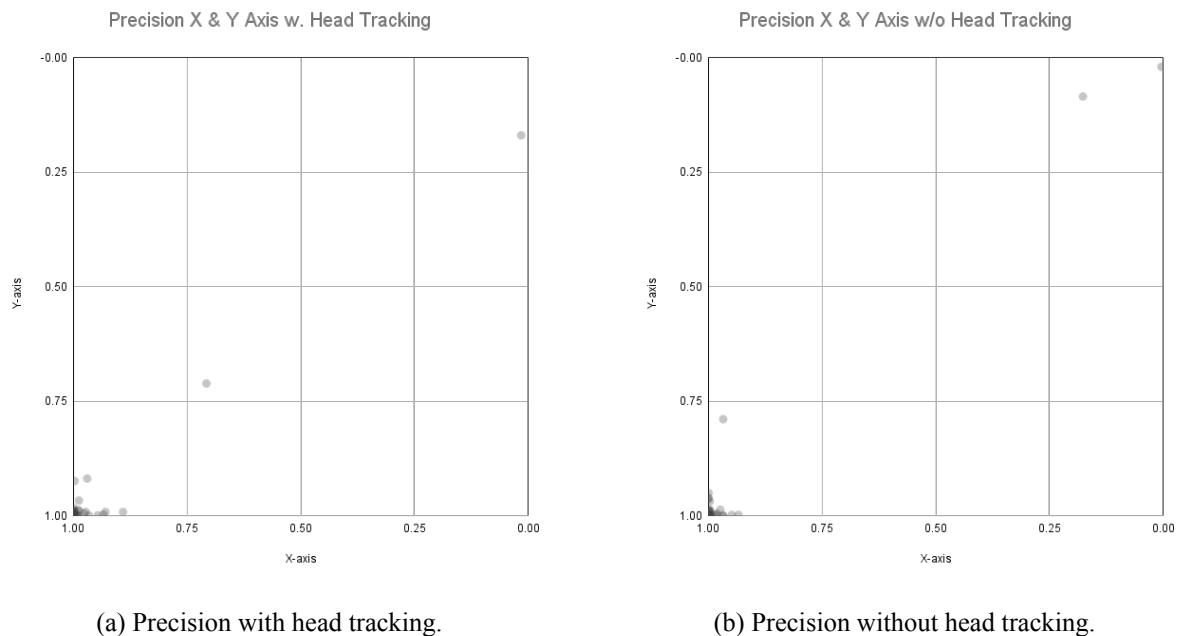 Precision X & Y Axis w. Head Tracking
-0.00
0.25
0.50
0.75
1.00
Y-axis
1.00 0.75 0.50 0.25 0.00
X-axis
(a) Precision with head tracking.
Precision X & Y Axis w/o Head Tracking
-0.00
0.25
0.50
0.75
1.00
Y-axis
1.00 0.75 0.50 0.25 0.00
X-axis
(b) Precision without head tracking.